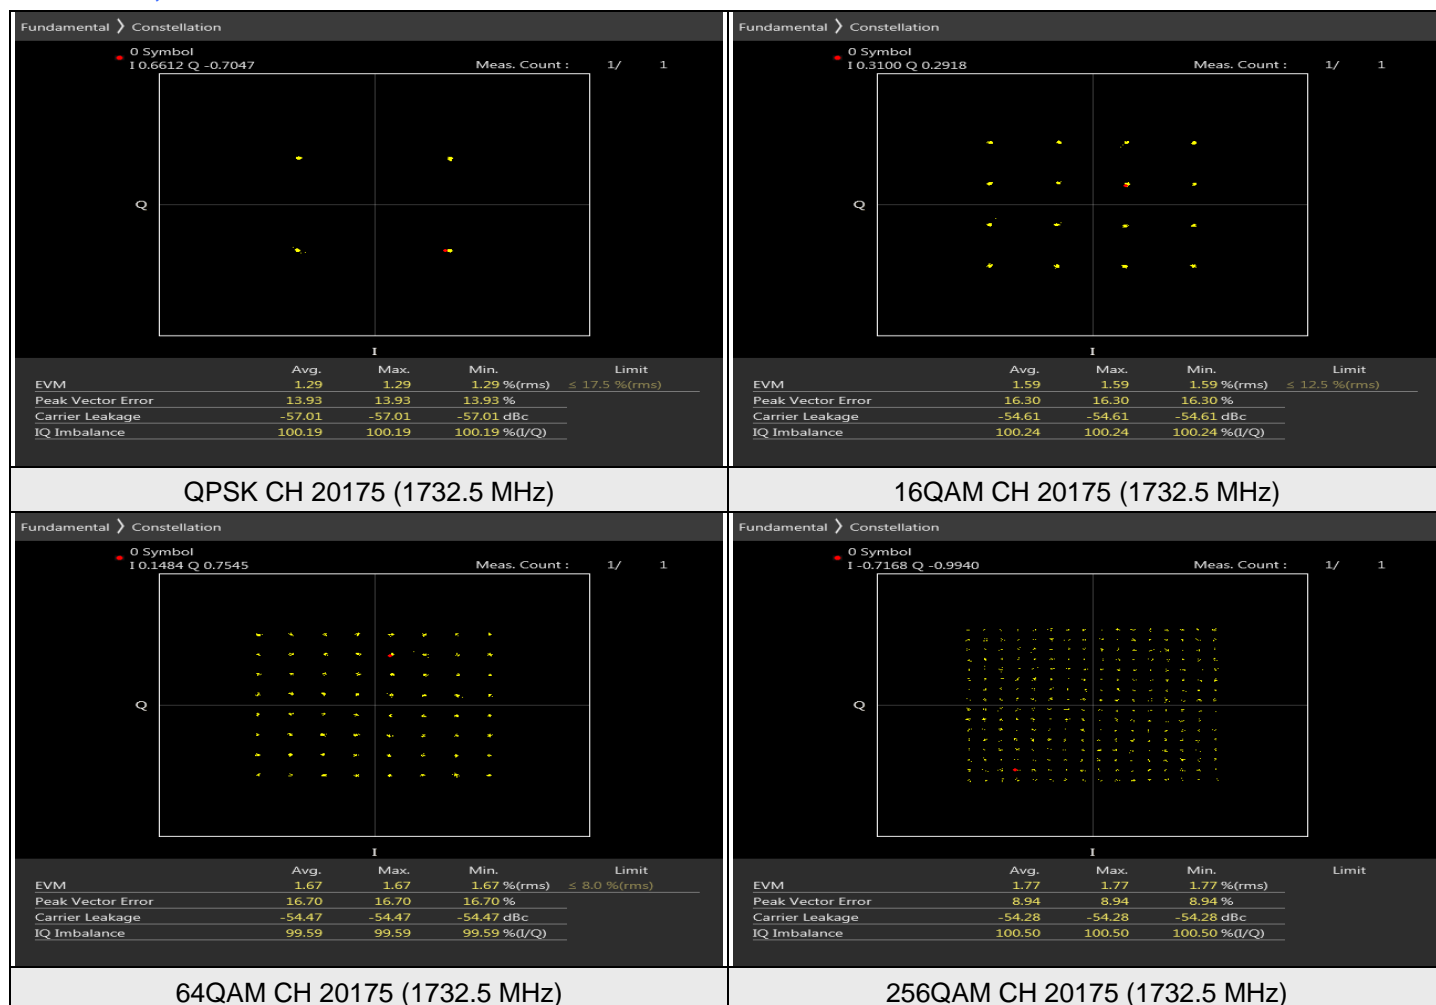 Fundamental ❯ Constellation
0 Symbol
I 0.6612 Q -0.7047 Meas. Count : 1/ 1
Q
I
Avg. Max. Min. Limit
EVM 1.29 1.29 1.29 %(rms) ≤ 17.5 %(rms)
Peak Vector Error 13.93 13.93 13.93 %
Carrier Leakage -57.01 -57.01 -57.01 dBc
IQ Imbalance 100.19 100.19 100.19 %(I/Q)
QPSK CH 20175 (1732.5 MHz)
Fundamental ❯ Constellation
0 Symbol
I 0.3100 Q 0.2918 Meas. Count : 1/ 1
Q
I
Avg. Max. Min. Limit
EVM 1.59 1.59 1.59 %(rms) ≤ 12.5 %(rms)
Peak Vector Error 16.30 16.30 16.30 %
Carrier Leakage -54.61 -54.61 -54.61 dBc
IQ Imbalance 100.24 100.24 100.24 %(I/Q)
16QAM CH 20175 (1732.5 MHz)
Fundamental ❯ Constellation
0 Symbol
I 0.1484 Q 0.7545 Meas. Count : 1/ 1
Q
I
Avg. Max. Min. Limit
EVM 1.67 1.67 1.67 %(rms) ≤ 8.0 %(rms)
Peak Vector Error 16.70 16.70 16.70 %
Carrier Leakage -54.47 -54.47 -54.47 dBc
IQ Imbalance 99.59 99.59 99.59 %(I/Q)
64QAM CH 20175 (1732.5 MHz)
Fundamental ❯ Constellation
0 Symbol
I -0.7168 Q -0.9940 Meas. Count : 1/ 1
Q
I
Avg. Max. Min. Limit
EVM 1.77 1.77 1.77 %(rms)
Peak Vector Error 8.94 8.94 8.94 %
Carrier Leakage -54.28 -54.28 -54.28 dBc
IQ Imbalance 100.50 100.50 100.50 %(I/Q)
256QAM CH 20175 (1732.5 MHz)